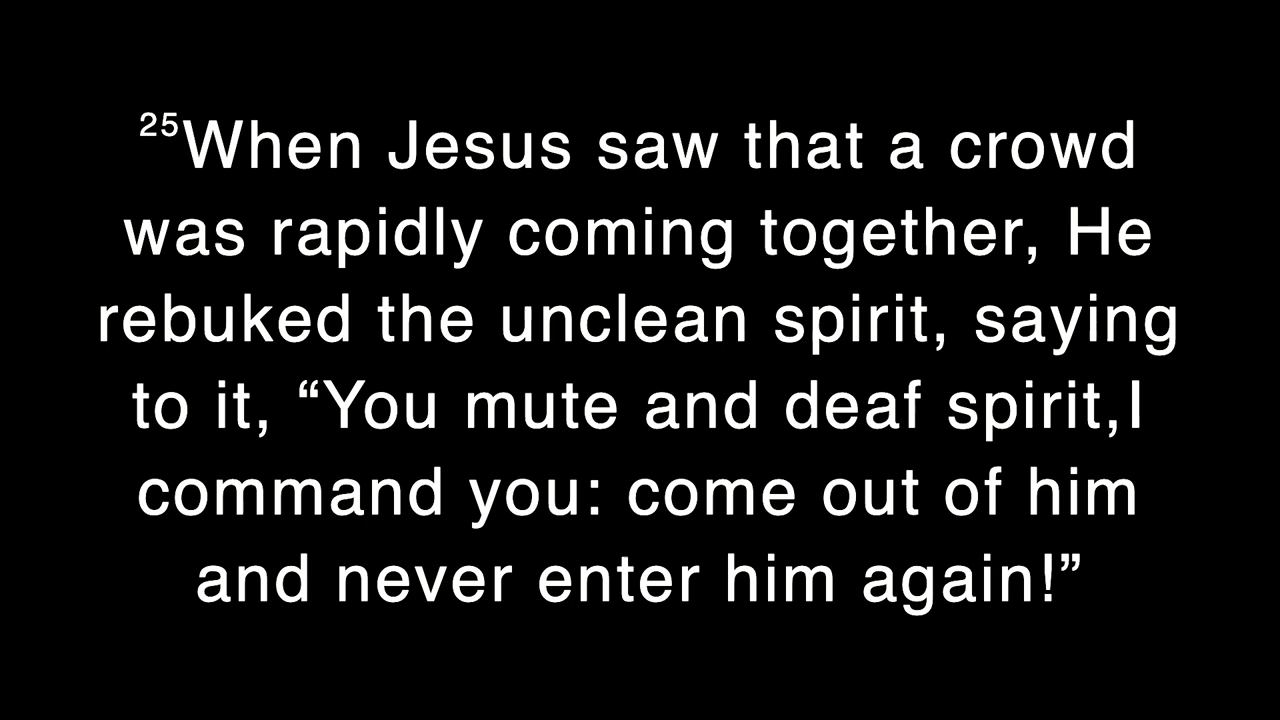 25When Jesus saw that a crowd
was rapidly coming together, He
rebuked the unclean spirit, saying
to it, “You mute and deaf spirit,I
command you: come out of him
and never enter him again!”